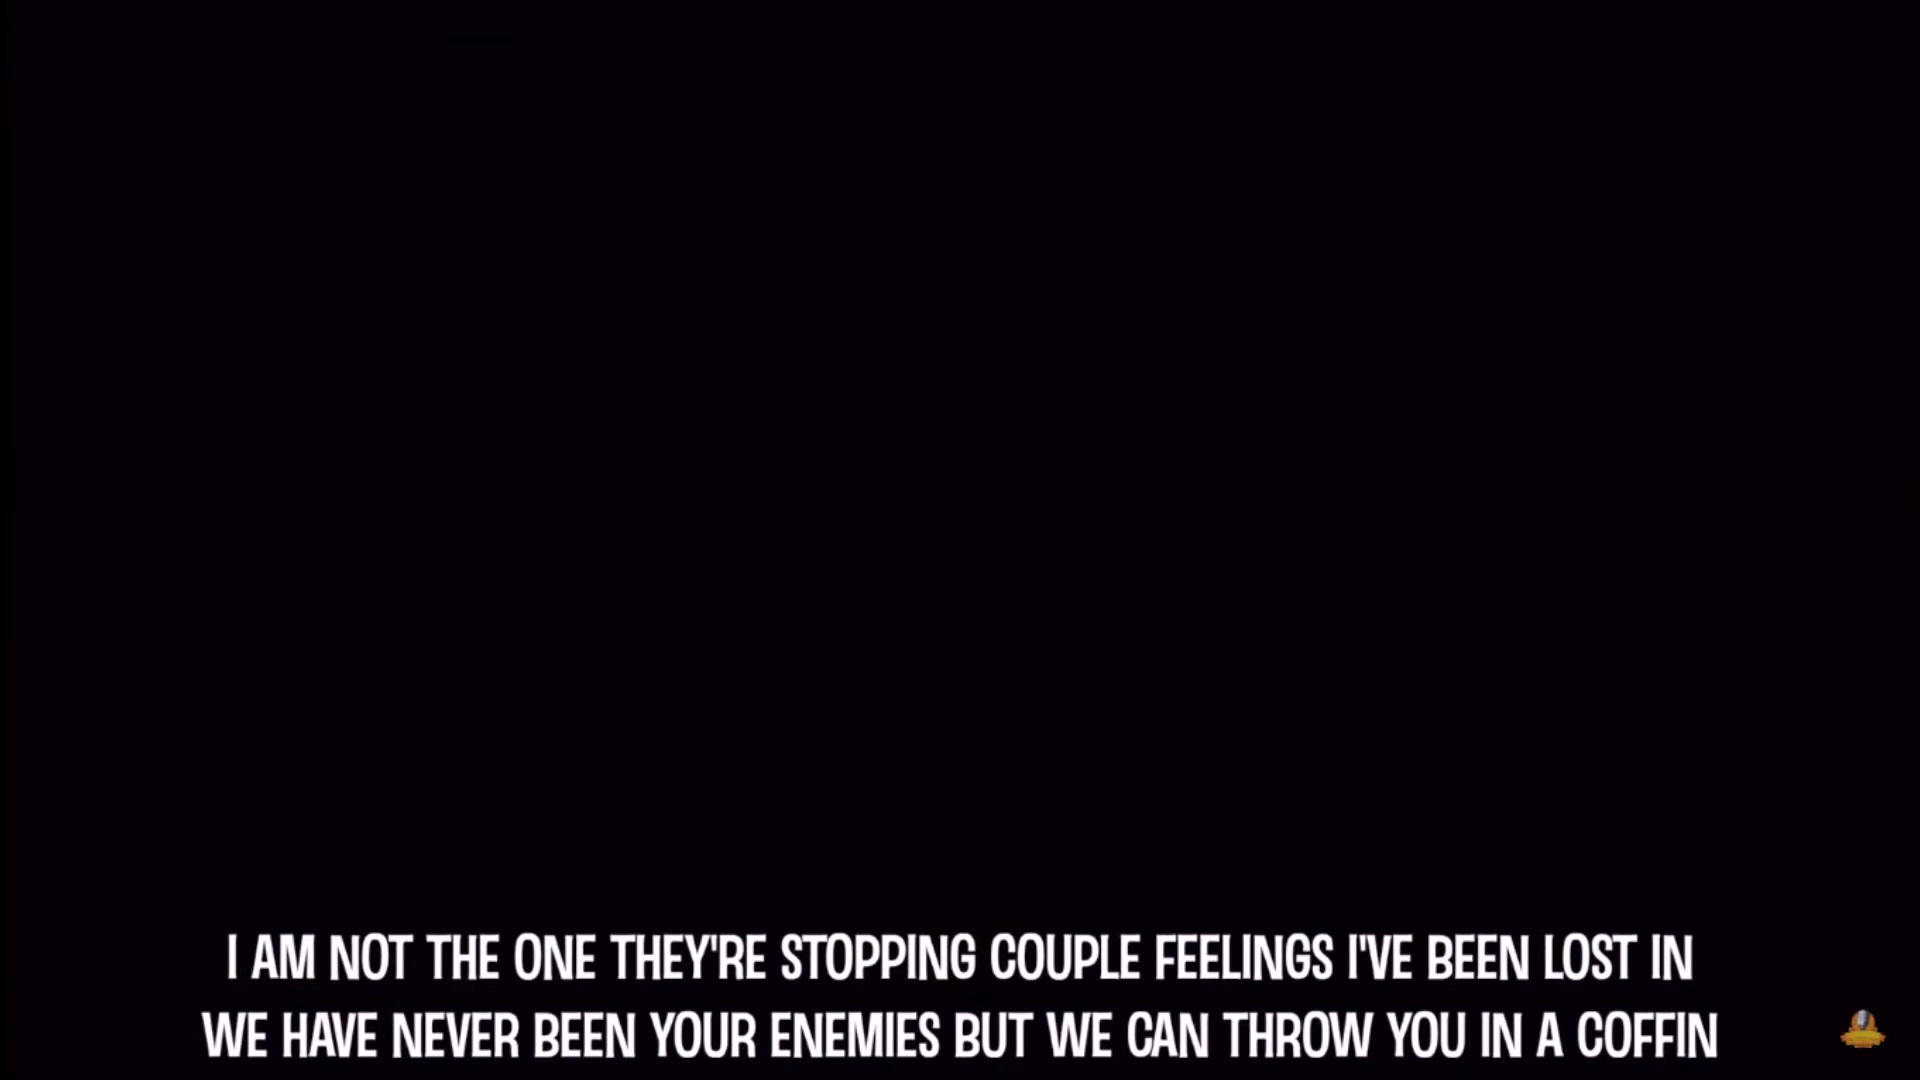 I AM NOT THE ONE THEY'RE STOPPING COUPLE FEELINGS I'VE BEEN LOST IN
WE HAVE NEVER BEEN YOUR ENEMIES BUT WE CAN THROW YOU IN A COFFIN